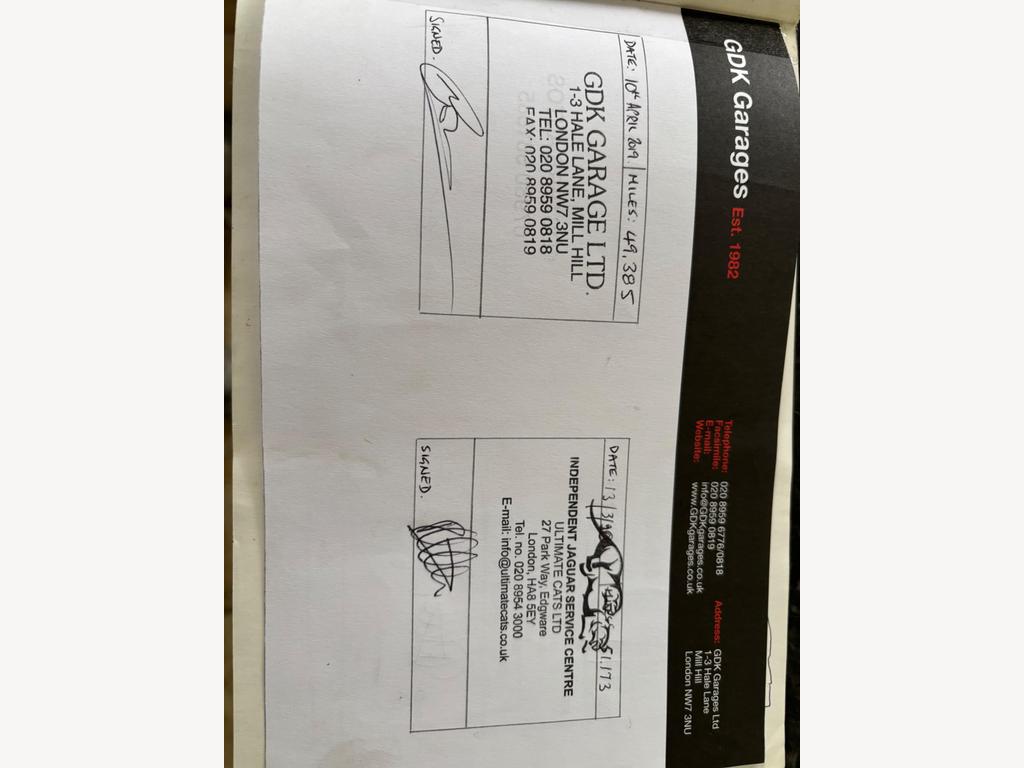 GDK Garages Est. 1982
Telephone: 020 8959 6776/0818
Facsimile: 020 8959 0819
E-mail: info@GDKgarages.co.uk
Website: www.GDKgarages.co.uk
Address: GDK Garages Ltd
1-3 Hale Lane
Mill Hill
London NW7 3NU
DATE: 10th APRIL 2019. MILES: 49,385
GDK GARAGE LTD.
1-3 HALE LANE, MILL HILL
LONDON NW7 3NU
TEL: 020 8959 0818
FAX: 020 8959 0819
SIGNED.
DATE: 13/3/
INDEPENDENT JAGUAR SERVICE CENTRE
ULTIMATE CATS LTD
27 Park Way, Edgware
London, HA8 5EY
Tel. no. 020 8954 3000
E-mail: info@ultimatecats.co.uk
SIGNED.